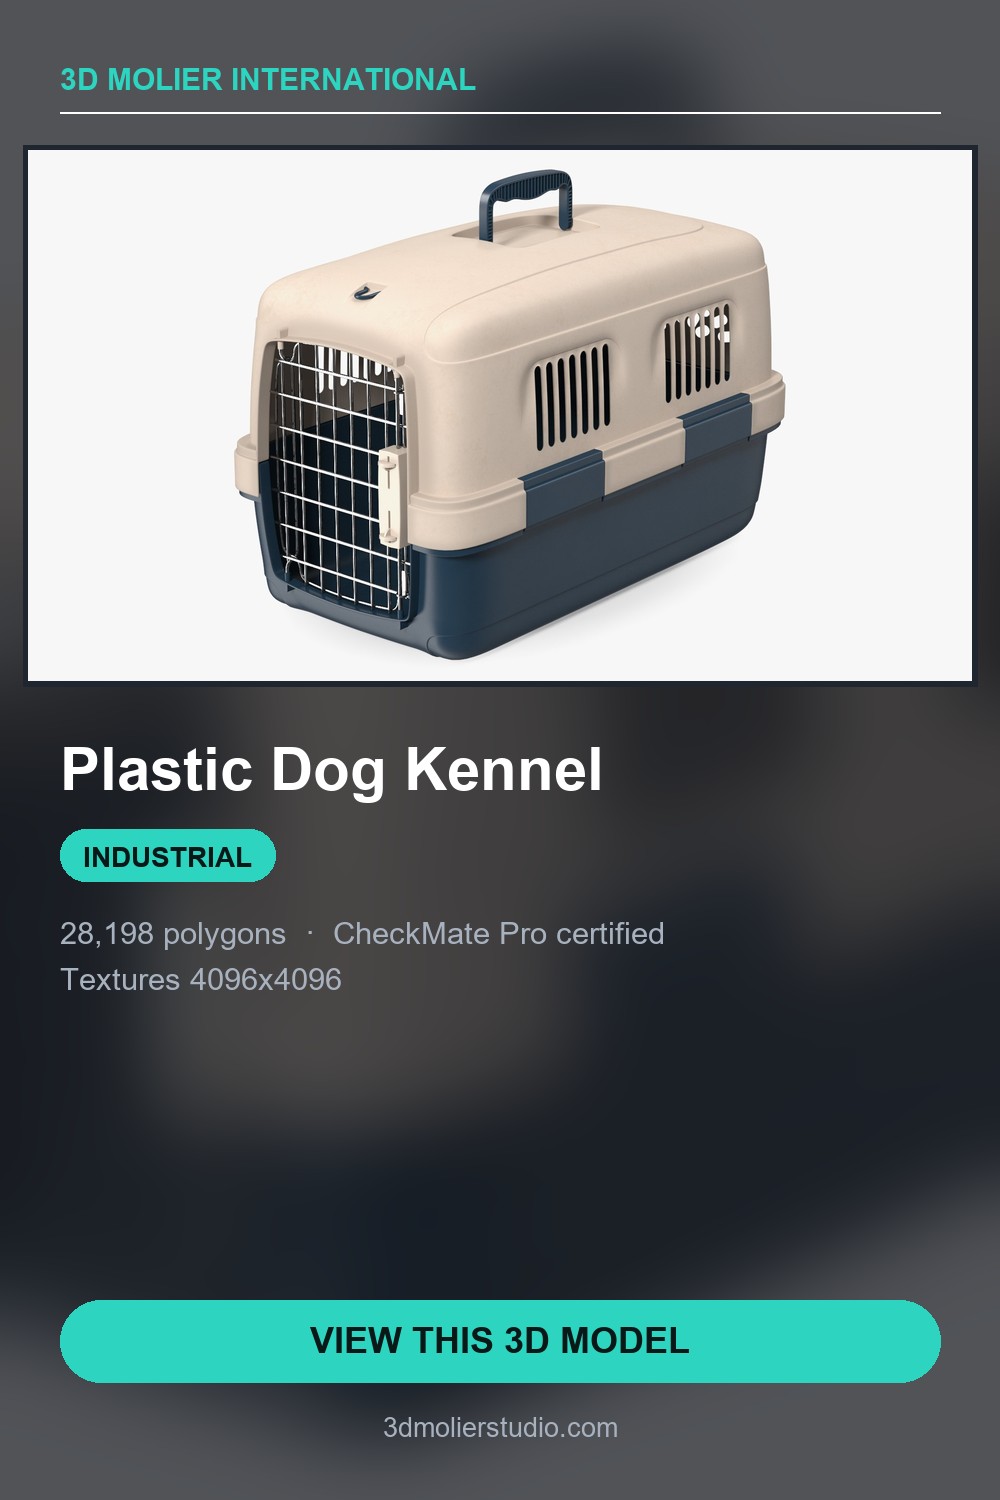 3D MOLIER INTERNATIONAL
Plastic Dog Kennel
INDUSTRIAL
28,198 polygons · CheckMate Pro certified
Textures 4096x4096
VIEW THIS 3D MODEL
3dmolierstudio.com